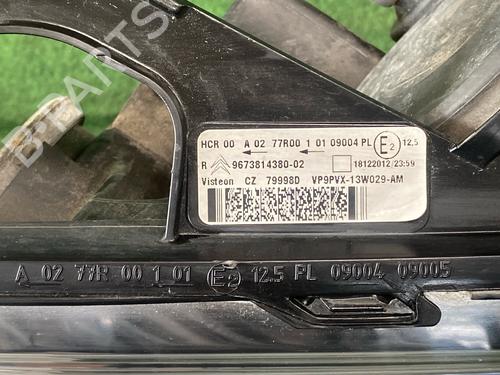 B-PARTS
HCR 00 A 02 77R00 1 01 09004 PL E2 12,5
R 9673814380-02 18122012 23:59
Visteon CZ 79998D VP9PVX-13W029-AM
A 02 77R 00 1 01 E2 12.5 PL 09004 09005